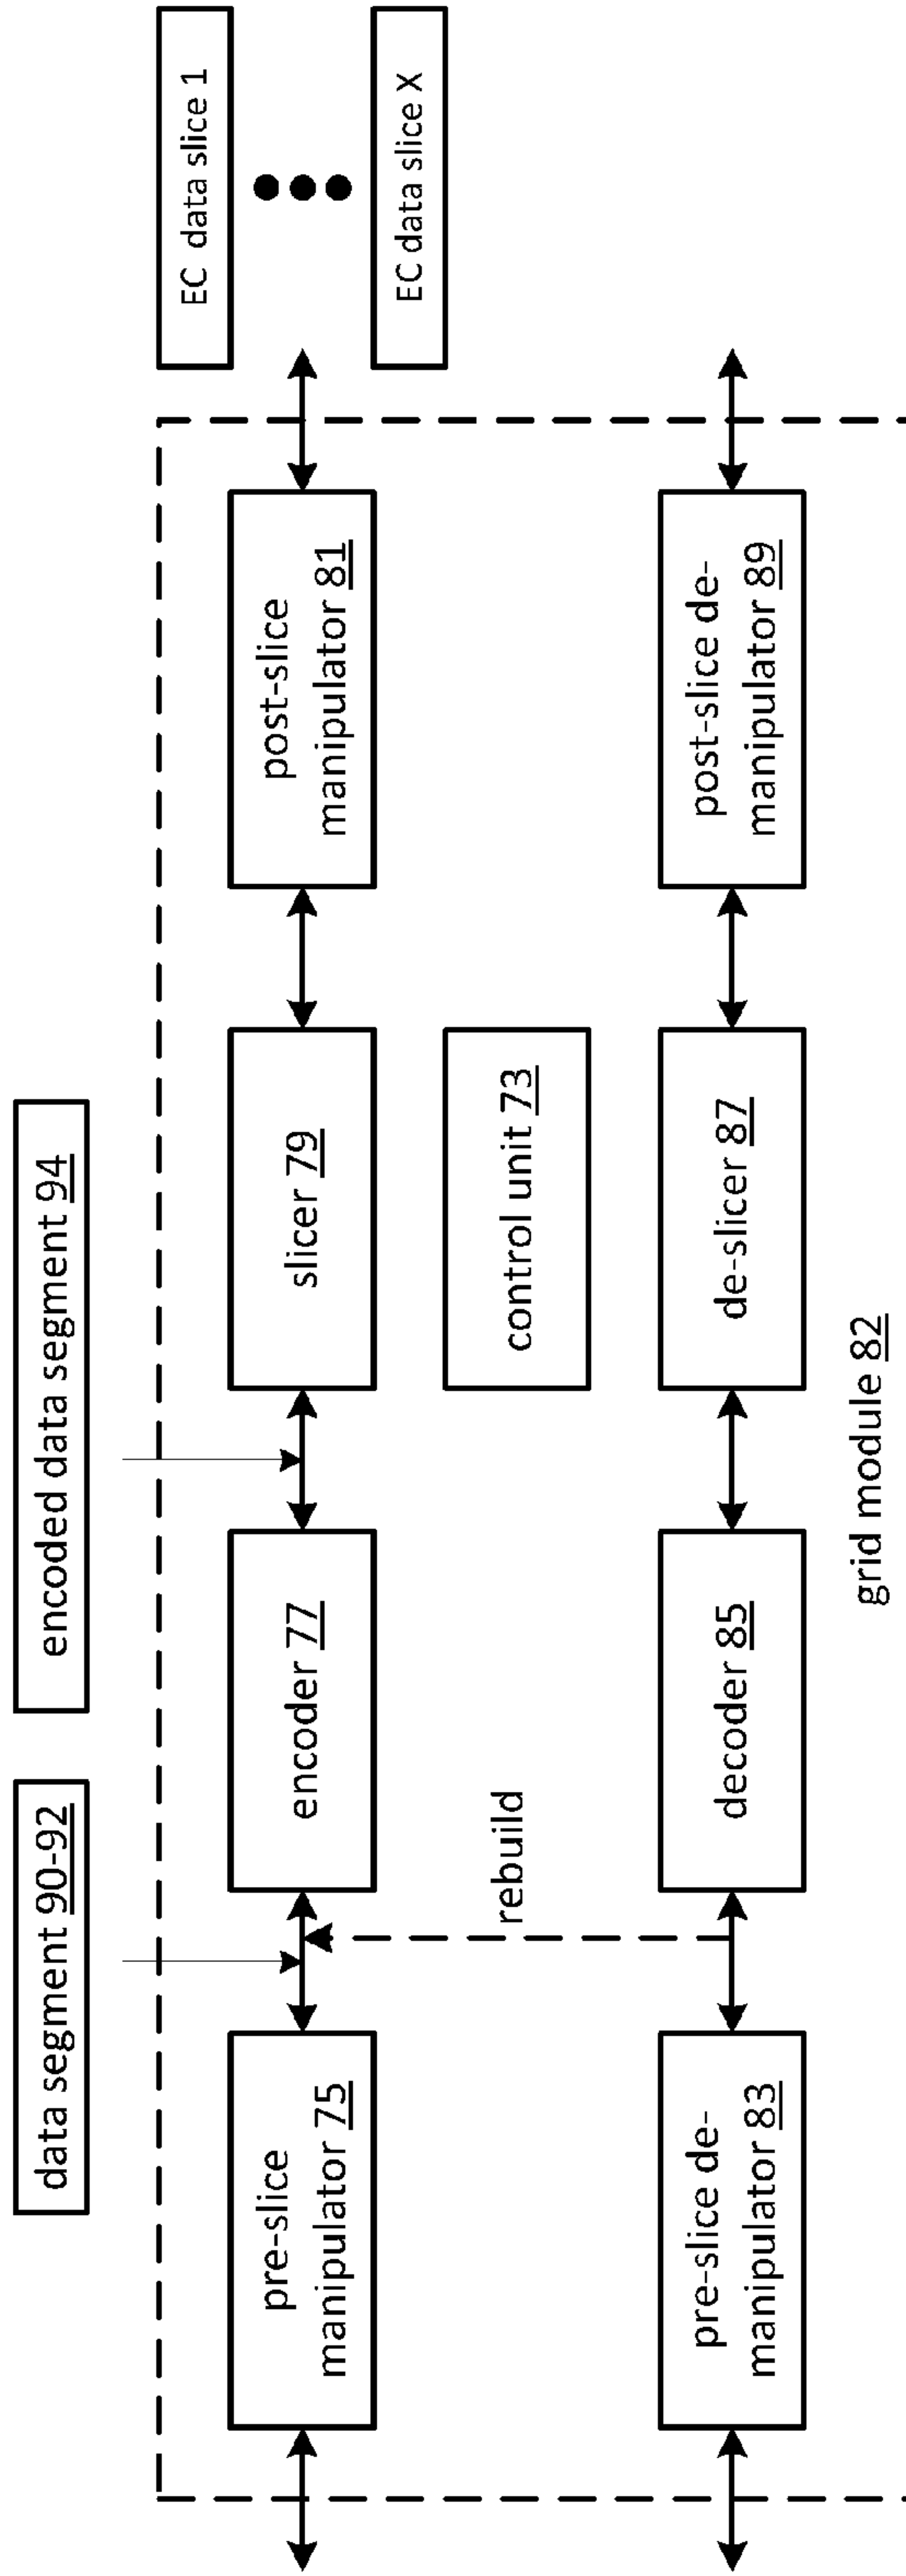 data segment 90-92
encoded data segment 94
EC data slice 1
EC data slice X
pre-slice
manipulator 75
encoder 77
slicer 79
post-slice
manipulator 81
rebuild
control unit 73
pre-slice de-
manipulator 83
decoder 85
de-slicer 87
post-slice de-
manipulator 89
grid module 82